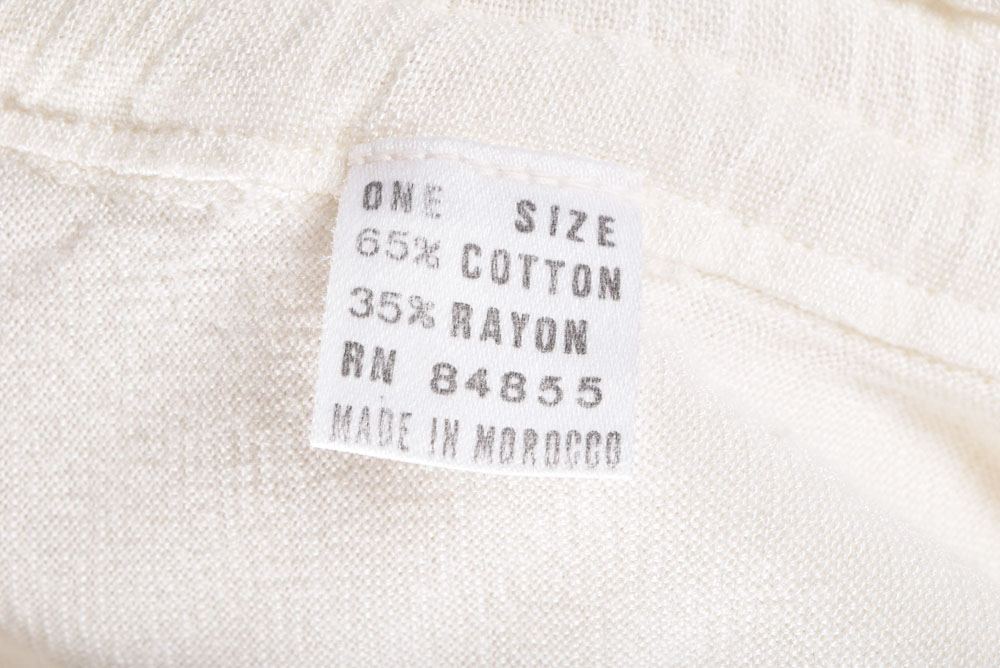 ONE SIZE
65% COTTON
35% RAYON
RN 84855
MADE IN MOROCCO